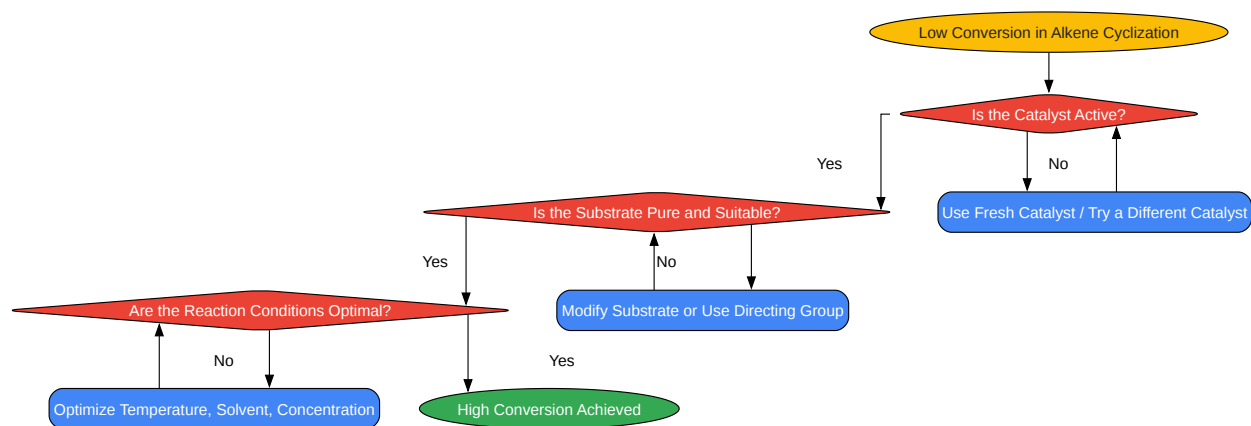 Low Conversion in Alkene Cyclization
Is the Catalyst Active?
Yes
No
Use Fresh Catalyst / Try a Different Catalyst
Is the Substrate Pure and Suitable?
Yes
No
Modify Substrate or Use Directing Group
Are the Reaction Conditions Optimal?
No
Yes
Optimize Temperature, Solvent, Concentration
High Conversion Achieved